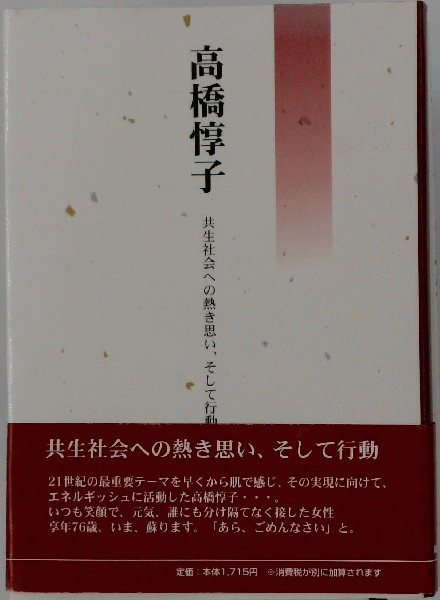 高橋惇子
共生社会への熱き思い、そして行動
共生社会への熱き思い、そして行動
21世紀の最重要テーマを早くから肌で感じ、その実現に向けて、
エネルギッシュに活動した高橋惇子・・・。
いつも笑顔で、元気、誰にも分け隔てなく接した女性
享年76歳。いま、蘇ります。「あら、ごめんなさい」と。
定価：本体1,715円　※消費税が別に加算されます